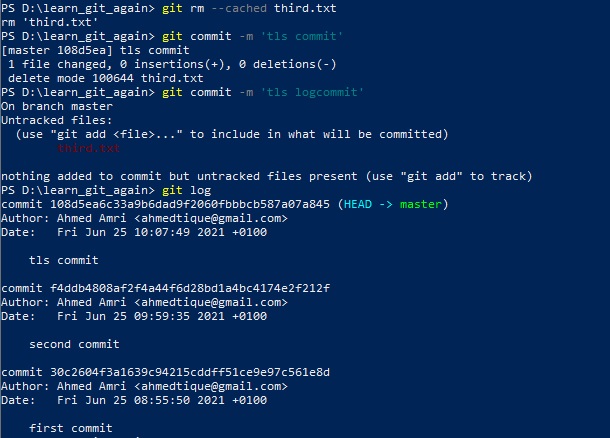 PS D:\learn_git_again> git rm --cached third.txt
rm 'third.txt'
PS D:\learn_git_again> git commit -m 'tls commit'
[master 108d5ea] tls commit
1 file changed, 0 insertions(+), 0 deletions(-)
delete mode 100644 third.txt
PS D:\learn_git_again> git commit -m 'tls logcommit'
On branch master
Untracked files:
(use "git add <file>..." to include in what will be committed)
third.txt
nothing added to commit but untracked files present (use "git add" to track)
PS D:\learn_git_again> git log
commit 108d5ea6c33a9b6dad9f2060fbbbcb587a07a845 (HEAD -> master)
Author: Ahmed Amri <ahmedtique@gmail.com>
Date:   Fri Jun 25 10:07:49 2021 +0100
tls commit
commit f4ddb4808af2f4a44f6d28bd1a4bc4174e2f212f
Author: Ahmed Amri <ahmedtique@gmail.com>
Date:   Fri Jun 25 09:59:35 2021 +0100
second commit
commit 30c2604f3a1639c94215cddff51ce9e97c561e8d
Author: Ahmed Amri <ahmedtique@gmail.com>
Date:   Fri Jun 25 08:55:50 2021 +0100
first commit